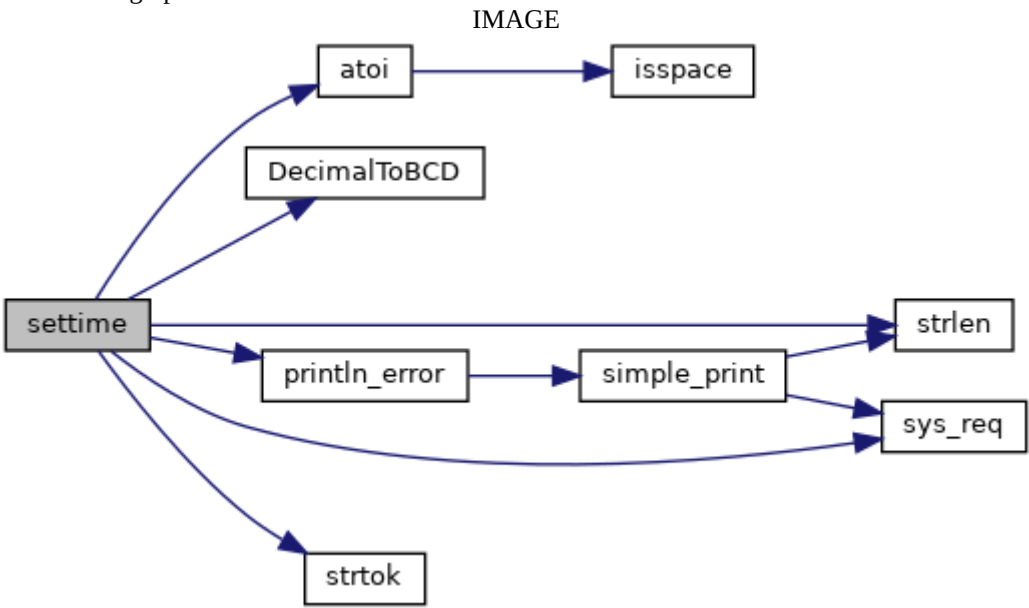 IMAGE
atoi
isspace
DecimalToBCD
settime
strlen
println_error
simple_print
sys_req
strtok